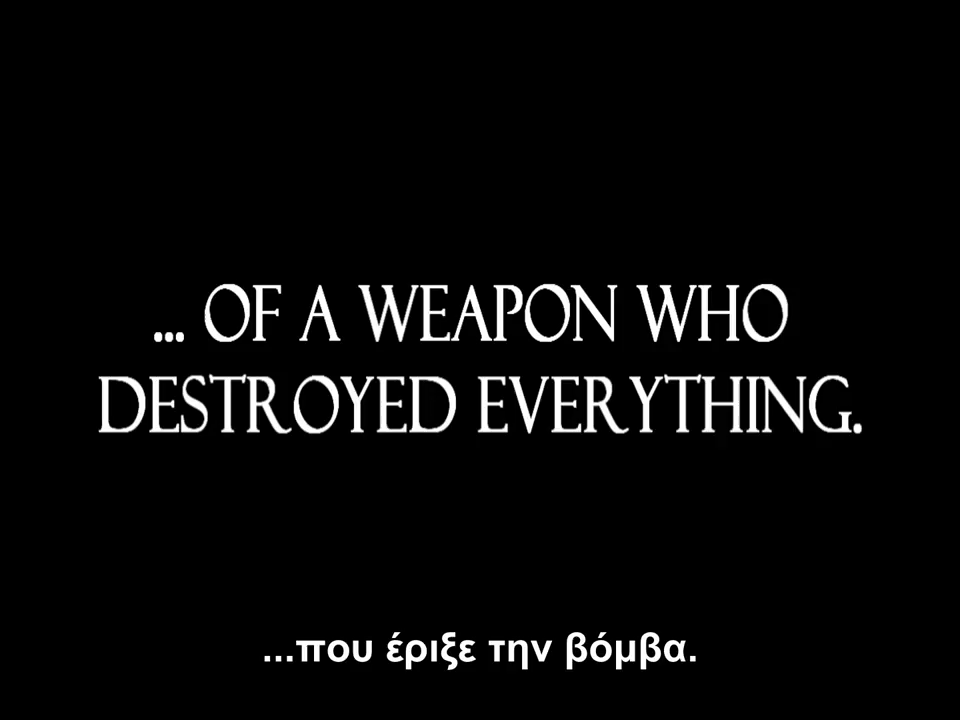 ... OF A WEAPON WHO
DESTROYED EVERYTHING.
...που έριξε την βόμβα.